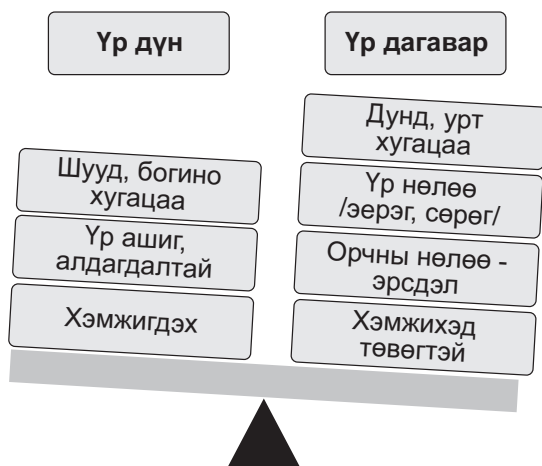 Үр дүн
Үр дагавар
Шууд, богино
хугацаа
Үр ашиг,
алдагдалтай
Хэмжигдэх
Дунд, урт
хугацаа
Үр нөлөө
/эерэг, сөрөг/
Орчны нөлөө -
эрсдэл
Хэмжихэд
төвөгтэй